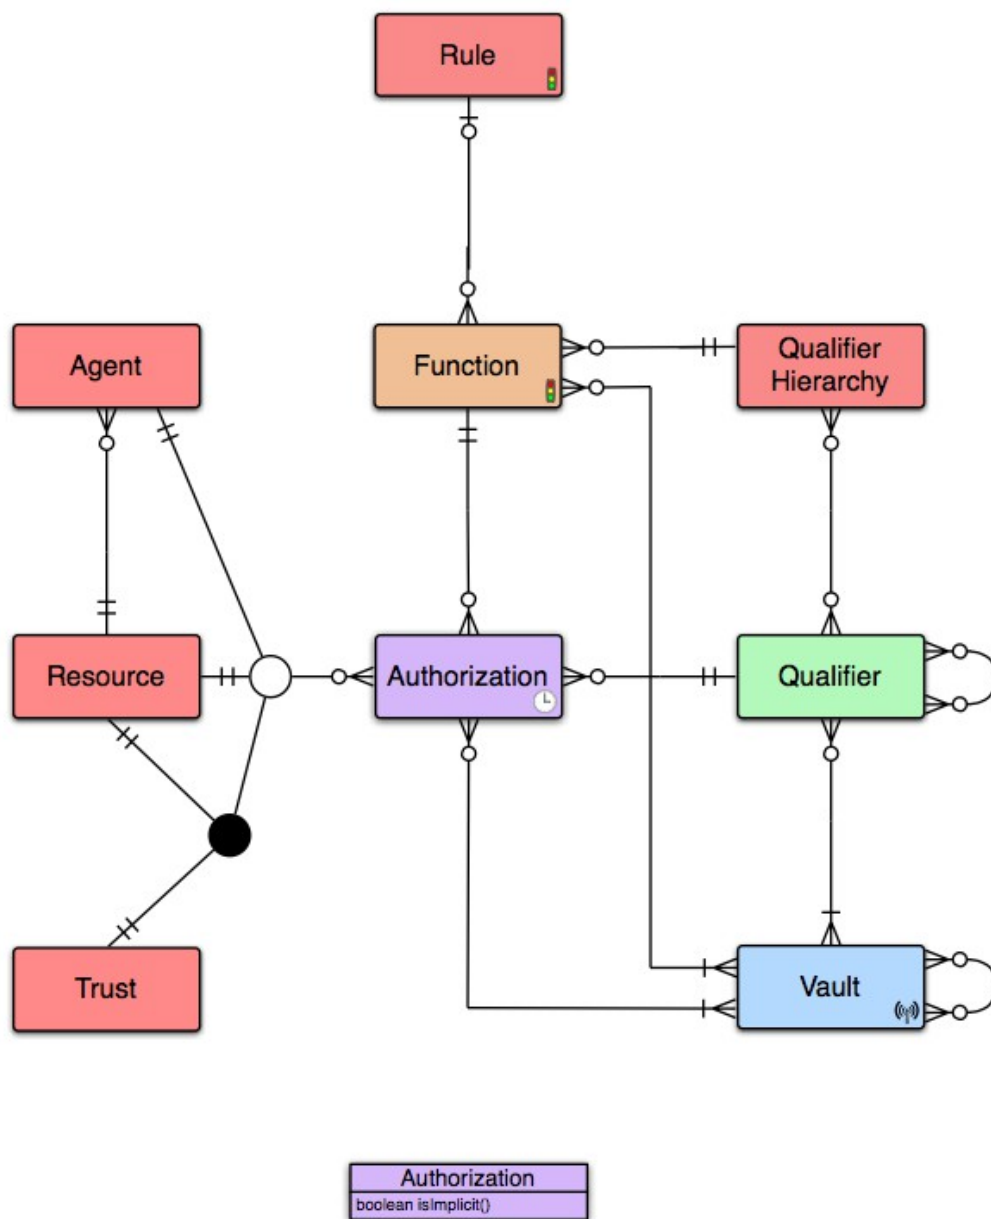 Rule
Agent
Function
Qualifier
Hierarchy
Resource
Authorization
Qualifier
Trust
Vault
Authorization
boolean isImplicit()